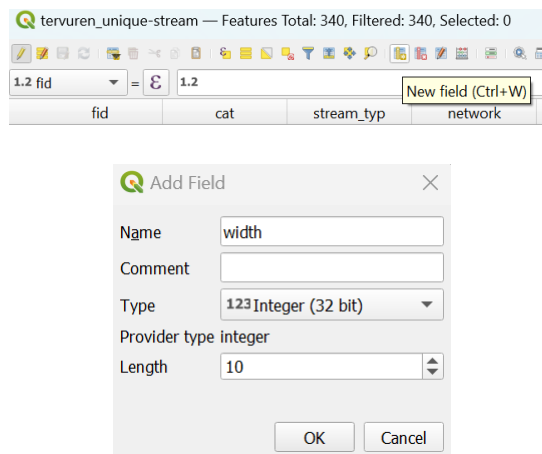 tervuren_unique-stream — Features Total: 340, Filtered: 340, Selected: 0
1.2 fid = ε 1.2
New field (Ctrl+W)
fid cat stream_typ network
Add Field
Name width
Comment
Type 123 Integer (32 bit)
Provider type integer
Length 10
OK Cancel